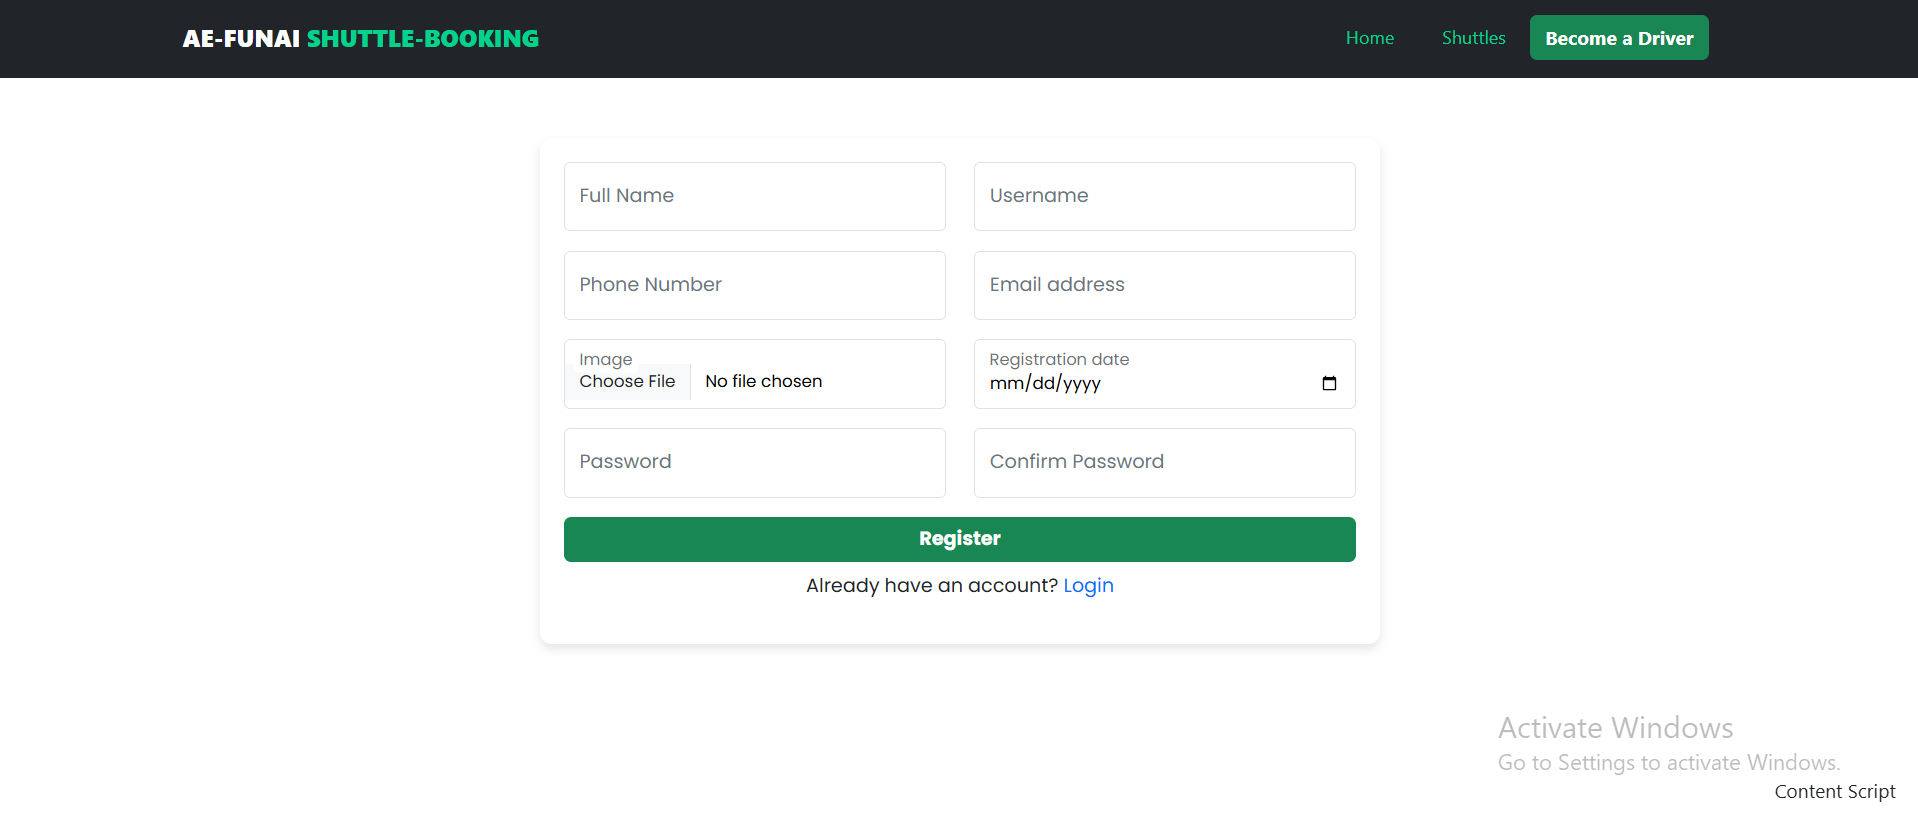 AE-FUNAI SHUTTLE-BOOKING
Home
Shuttles
Become a Driver
Full Name
Username
Phone Number
Email address
Image
Choose File
No file chosen
Registration date
mm/dd/yyyy
Password
Confirm Password
Register
Already have an account? Login
Activate Windows
Go to Settings to activate Windows.
Content Script